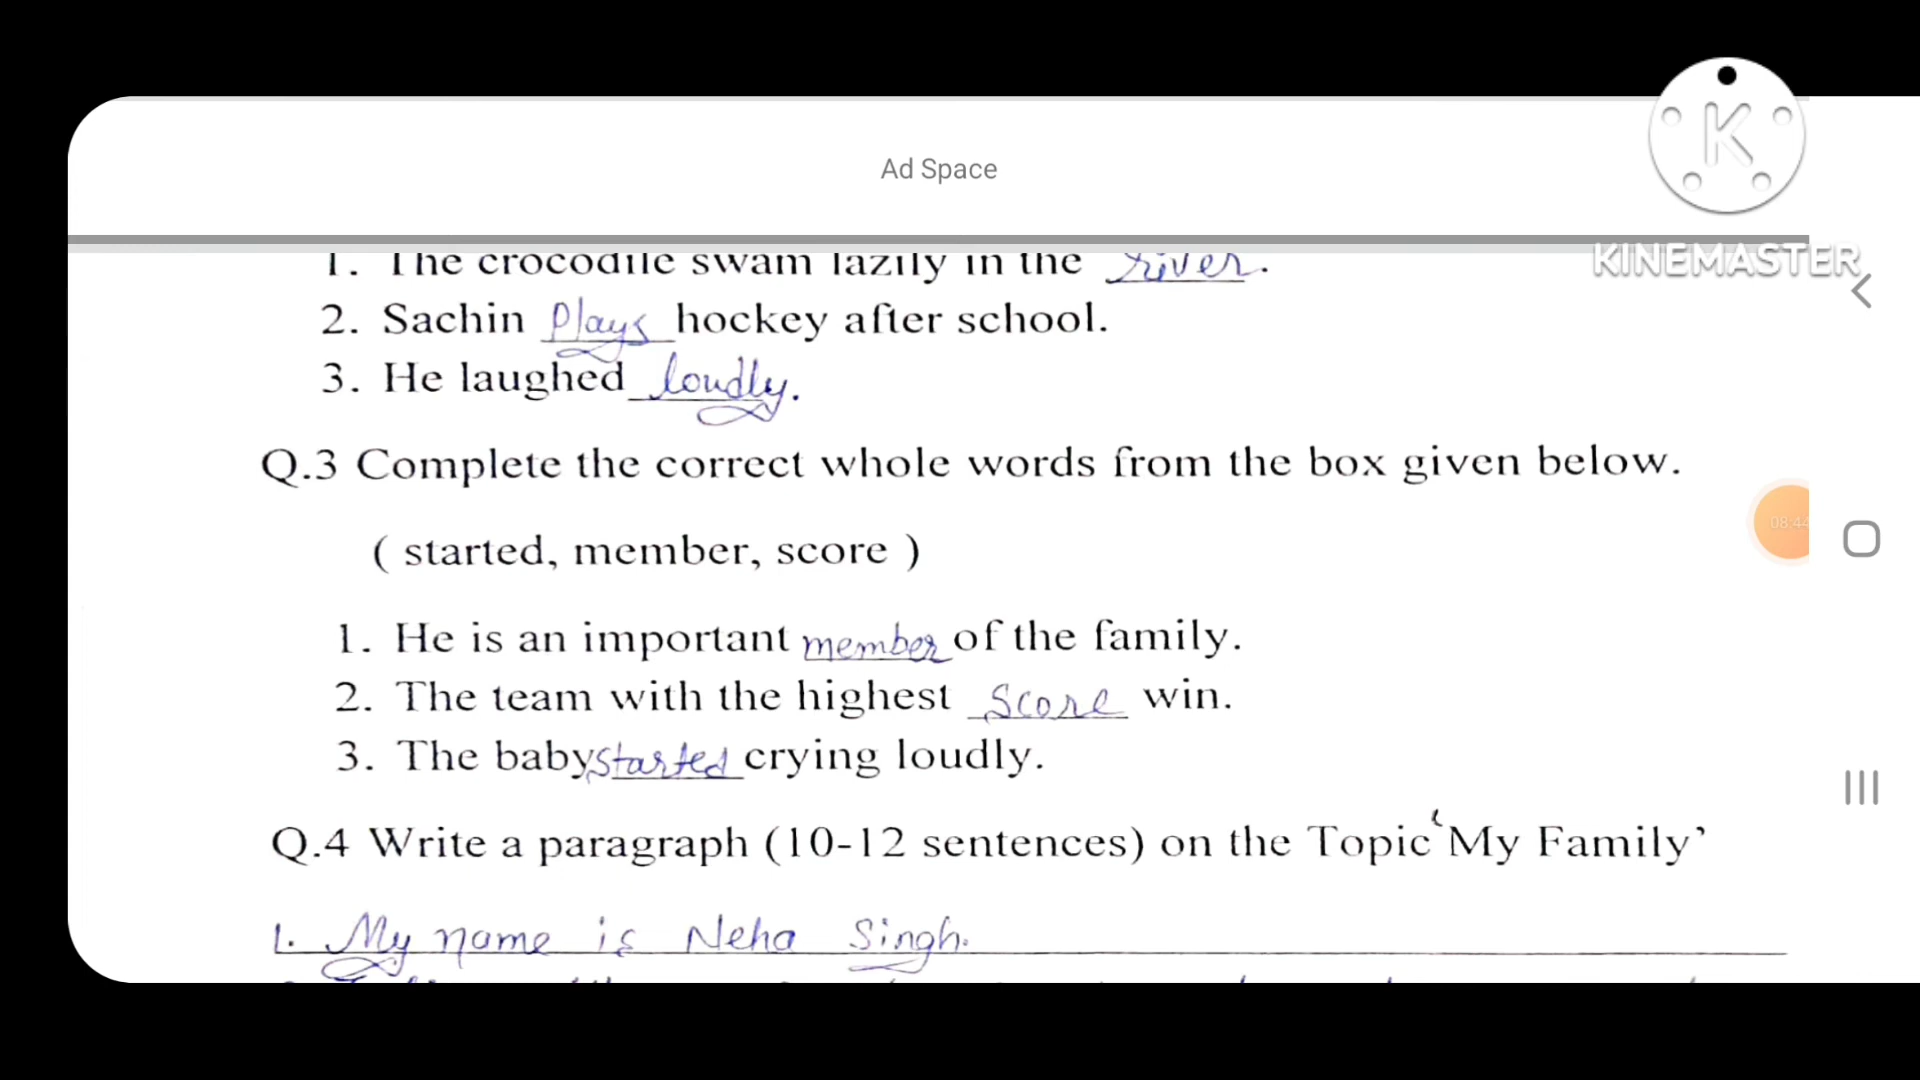 Ad Space
KINEMASTER
1. The crocodile swam lazily in the river.
2. Sachin plays hockey after school.
3. He laughed loudly.
Q.3 Complete the correct whole words from the box given below.
( started, member, score )
08:44
1. He is an important member of the family.
2. The team with the highest score win.
3. The baby started crying loudly.
Q.4 Write a paragraph (10-12 sentences) on the Topic 'My Family'
1. My name is Neha Singh.